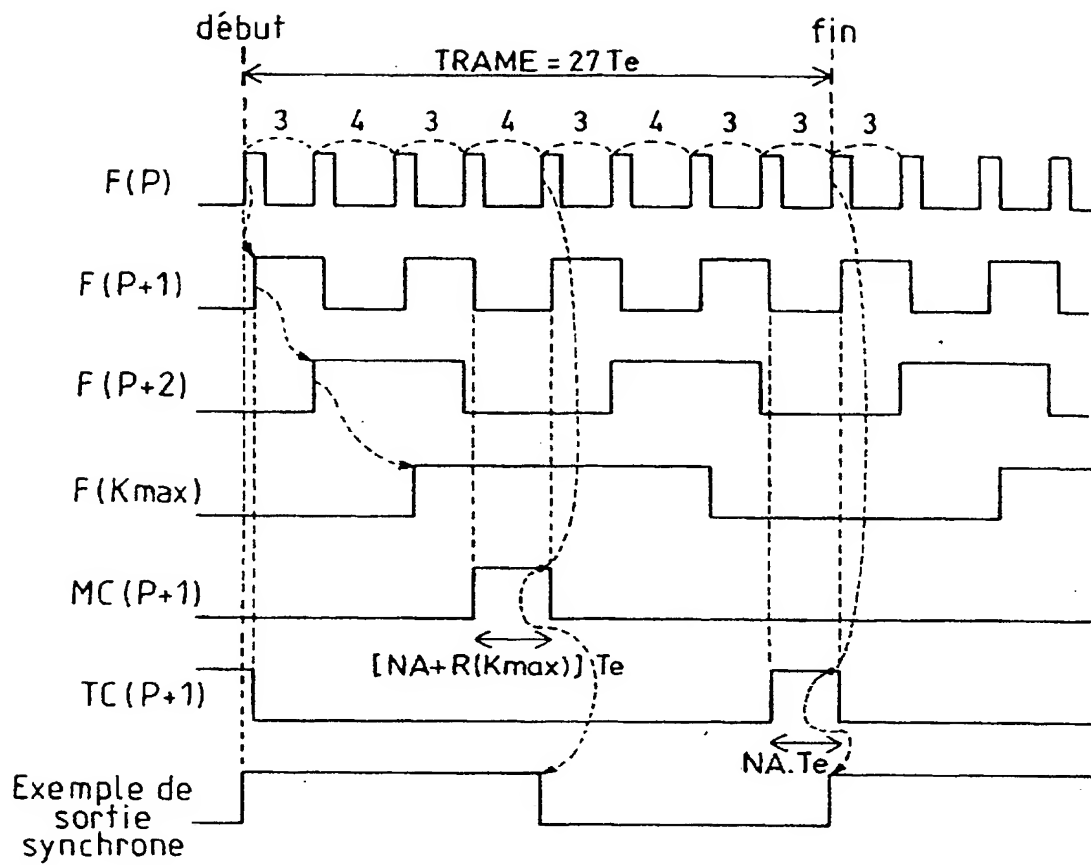 début
fin
TRAME = 27 Te
3 4 3 4 3 4 3 3 3
F(P)
F(P+1)
F(P+2)
F(Kmax)
MC(P+1)
[NA+R(Kmax)] Te
TC(P+1)
NA.Te
Exemple de
sortie
synchrone